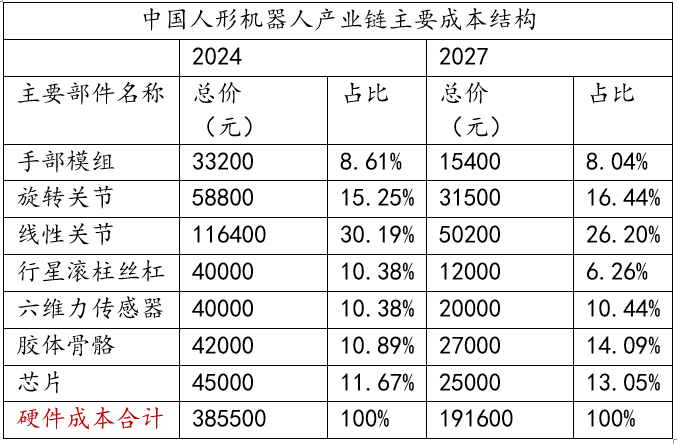 中国人形机器人产业链主要成本结构
2024 2027
主要部件名称 总价（元） 占比 总价（元） 占比
手部模组 33200 8.61% 15400 8.04%
旋转关节 58800 15.25% 31500 16.44%
线性关节 116400 30.19% 50200 26.20%
行星滚柱丝杠 40000 10.38% 12000 6.26%
六维力传感器 40000 10.38% 20000 10.44%
胶体骨骼 42000 10.89% 27000 14.09%
芯片 45000 11.67% 25000 13.05%
硬件成本合计 385500 100% 191600 100%